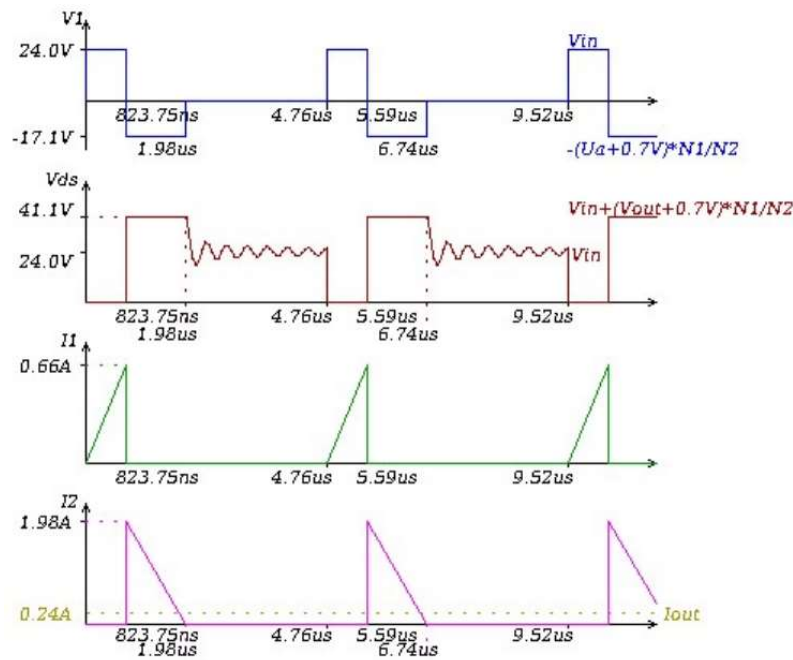 V1
24.0V
Vin
823.75ns 4.76us 5.59us 9.52us
-17.1V
1.98us 6.74us
-(Ua+0.7V)*N1/N2
Vds
41.1V
Vin+(Vout+0.7V)*N1/N2
24.0V
Vin
823.75ns 4.76us 5.59us 9.52us
1.98us 6.74us
I1
0.66A
823.75ns 4.76us 5.59us 9.52us
I2
1.98A
0.24A
Iout
823.75ns 4.76us 5.59us 9.52us
1.98us 6.74us